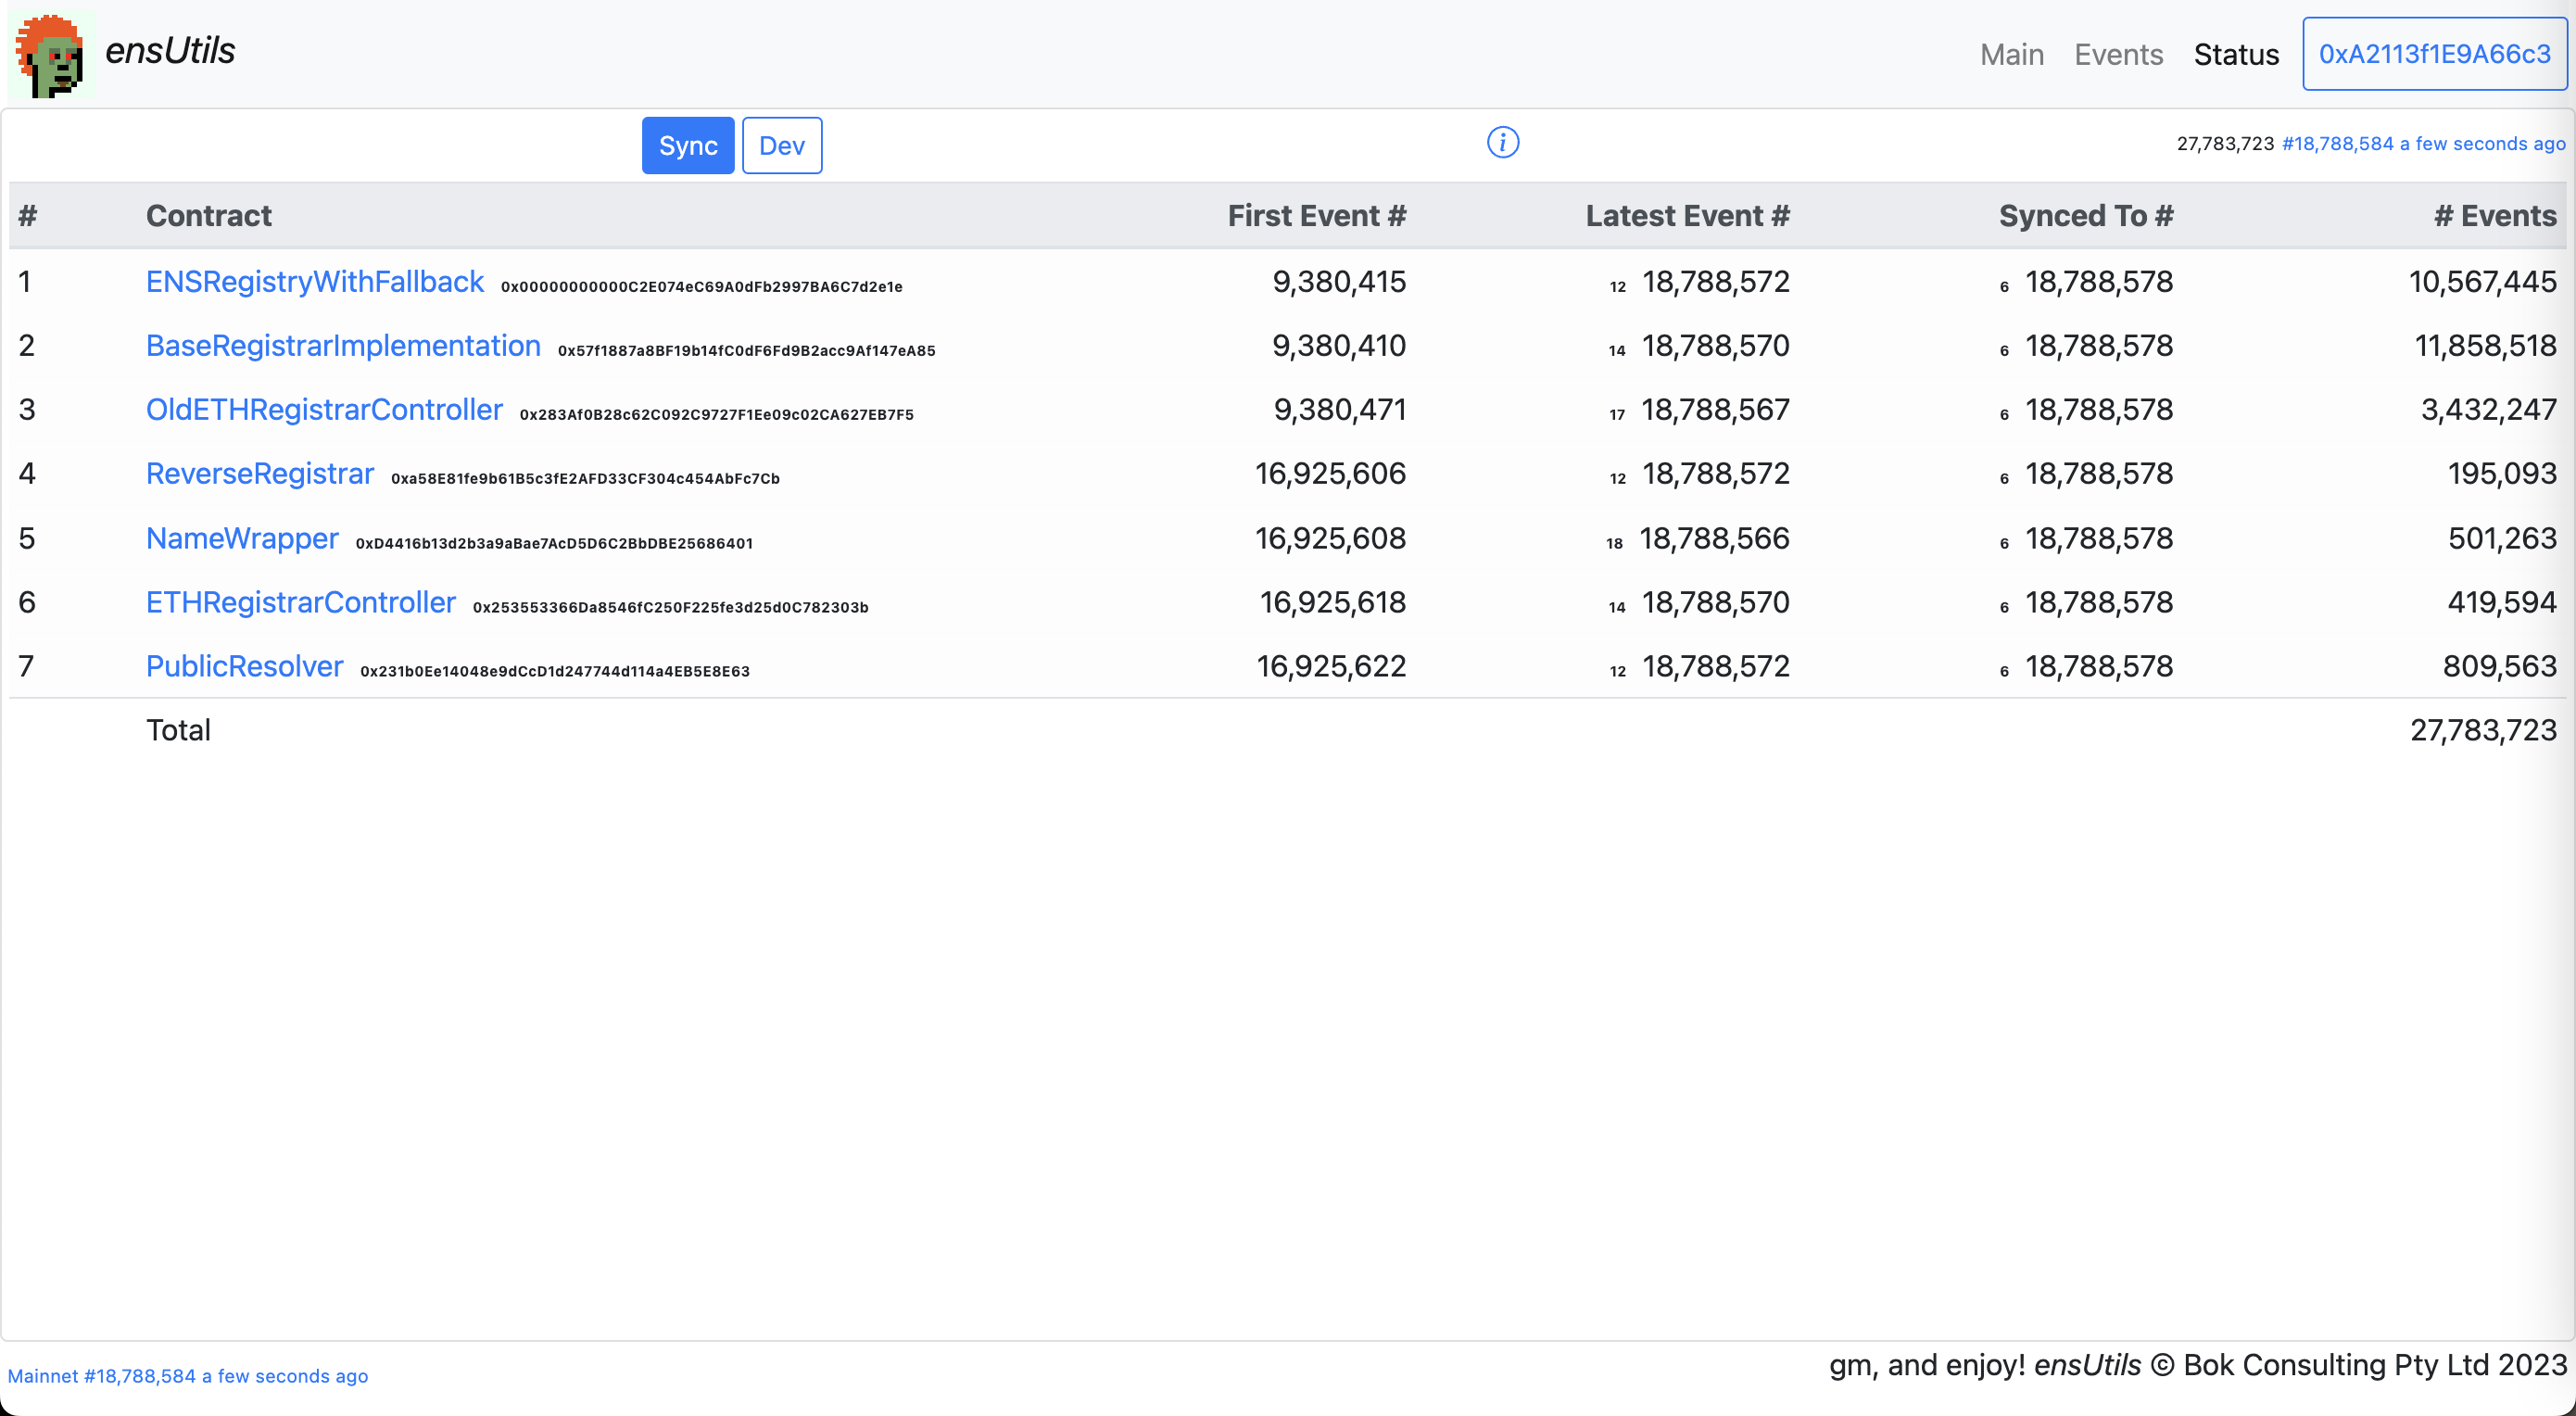 ensUtils
Main Events Status 0xA2113f1E9A66c3
Sync Dev i 27,783,723 #18,788,584 a few seconds ago
# Contract First Event # Latest Event # Synced To # # Events
1 ENSRegistryWithFallback 0x00000000000C2E074eC69A0dFb2997BA6C7d2e1e 9,380,415 12 18,788,572 6 18,788,578 10,567,445
2 BaseRegistrarImplementation 0x57f1887a8BF19b14fC0dF6Fd9B2acc9Af147eA85 9,380,410 14 18,788,570 6 18,788,578 11,858,518
3 OldETHRegistrarController 0x283Af0B28c62C092C9727F1Ee09c02CA627EB7F5 9,380,471 17 18,788,567 6 18,788,578 3,432,247
4 ReverseRegistrar 0xa58E81fe9b61B5c3fE2AFD33CF304c454AbFc7Cb 16,925,606 12 18,788,572 6 18,788,578 195,093
5 NameWrapper 0xD4416b13d2b3a9aBae7AcD5D6C2BbDBE25686401 16,925,608 18 18,788,566 6 18,788,578 501,263
6 ETHRegistrarController 0x253553366Da8546fC250F225fe3d25d0C782303b 16,925,618 14 18,788,570 6 18,788,578 419,594
7 PublicResolver 0x231b0Ee14048e9dCcD1d247744d114a4EB5E8E63 16,925,622 12 18,788,572 6 18,788,578 809,563
Total 27,783,723
Mainnet #18,788,584 a few seconds ago
gm, and enjoy! ensUtils © Bok Consulting Pty Ltd 2023